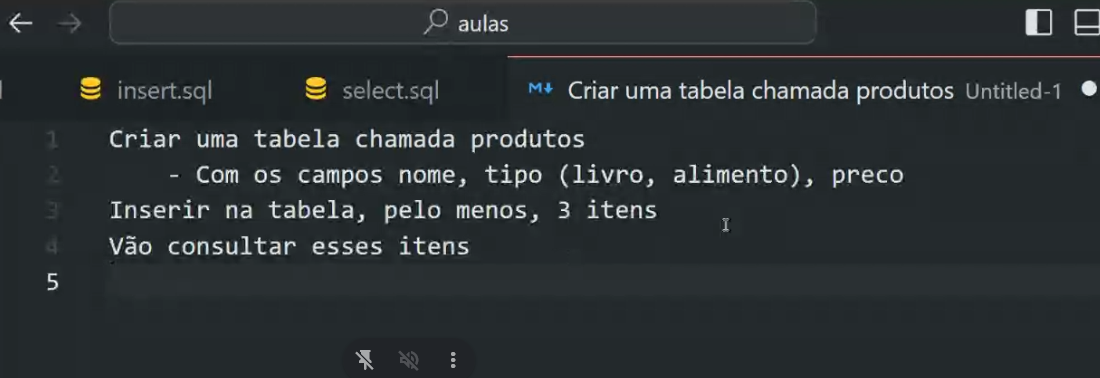 aulas
insert.sql
select.sql
Criar uma tabela chamada produtos Untitled-1
1 Criar uma tabela chamada produtos
2 - Com os campos nome, tipo (livro, alimento), preco
3 Inserir na tabela, pelo menos, 3 itens
4 Vão consultar esses itens
5